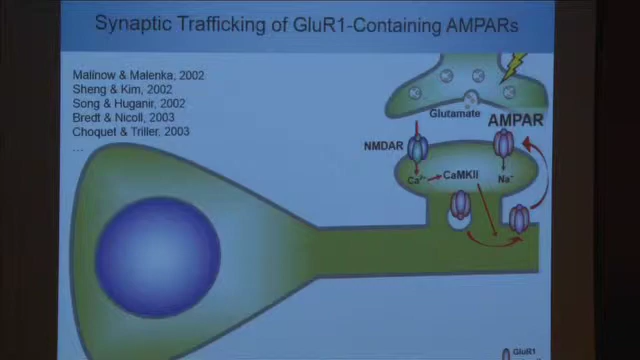 Synaptic Trafficking of GluR1-Containing AMPARs
Malinow & Malenka, 2002
Sheng & Kim, 2002
Song & Huganir, 2002
Bredt & Nicoll, 2003
Choquet & Triller, 2003
...
Glutamate
AMPAR
NMDAR
Ca²⁺
CaMKII
Na⁺
GluR1